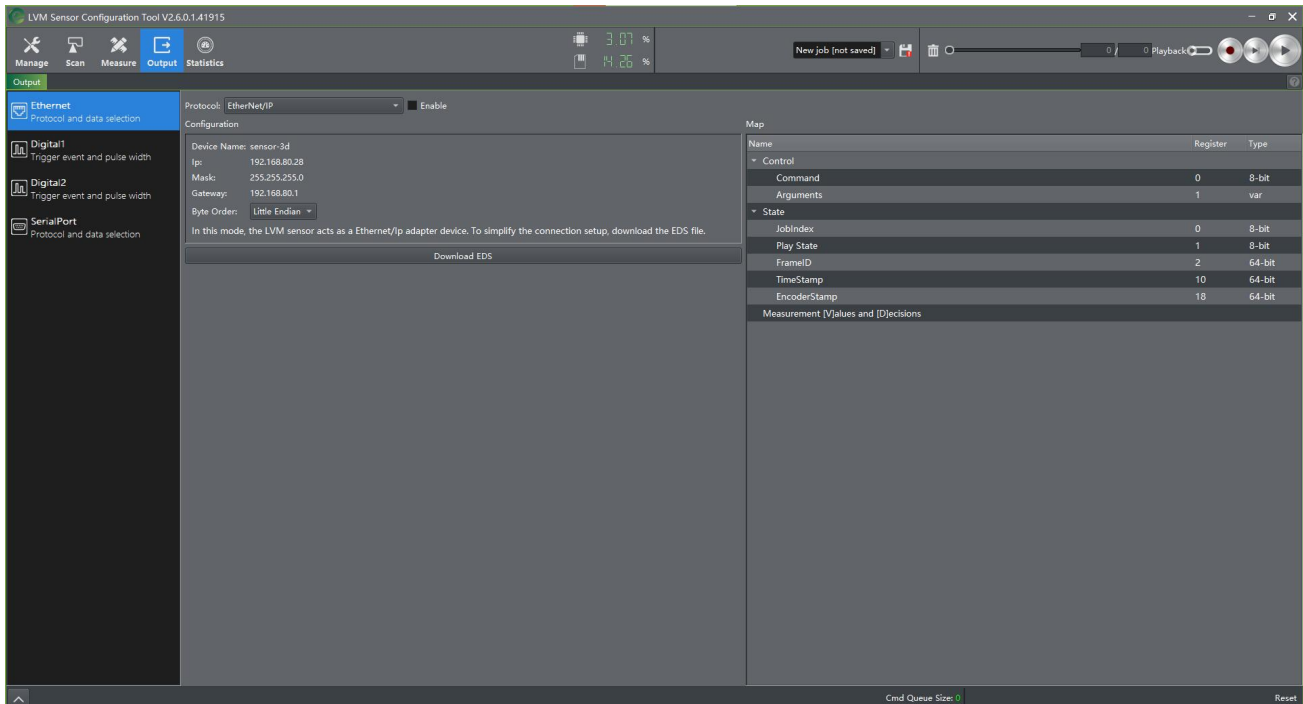 LVM Sensor Configuration Tool V2.6.0.1.41915
Manage Scan Measure Output Statistics
3.07 %
14.26 %
New job [not saved]
0 / 0 Playback
Output
Ethernet
Protocol and data selection
Digital1
Trigger event and pulse width
Digital2
Trigger event and pulse width
SerialPort
Protocol and data selection
Protocol: EtherNet/IP Enable
Configuration
Device Name: sensor-3d
Ip: 192.168.80.28
Mask: 255.255.255.0
Gateway: 192.168.80.1
Byte Order: Little Endian
In this mode, the LVM sensor acts as a Ethernet/Ip adapter device. To simplify the connection setup, download the EDS file.
Download EDS
Map
Name Register Type
Control
Command 0 8-bit
Arguments 1 var
State
JobIndex 0 8-bit
Play State 1 8-bit
FrameID 2 64-bit
TimeStamp 10 64-bit
EncoderStamp 18 64-bit
Measurement [V]alues and [D]ecisions
Cmd Queue Size: 0
Reset